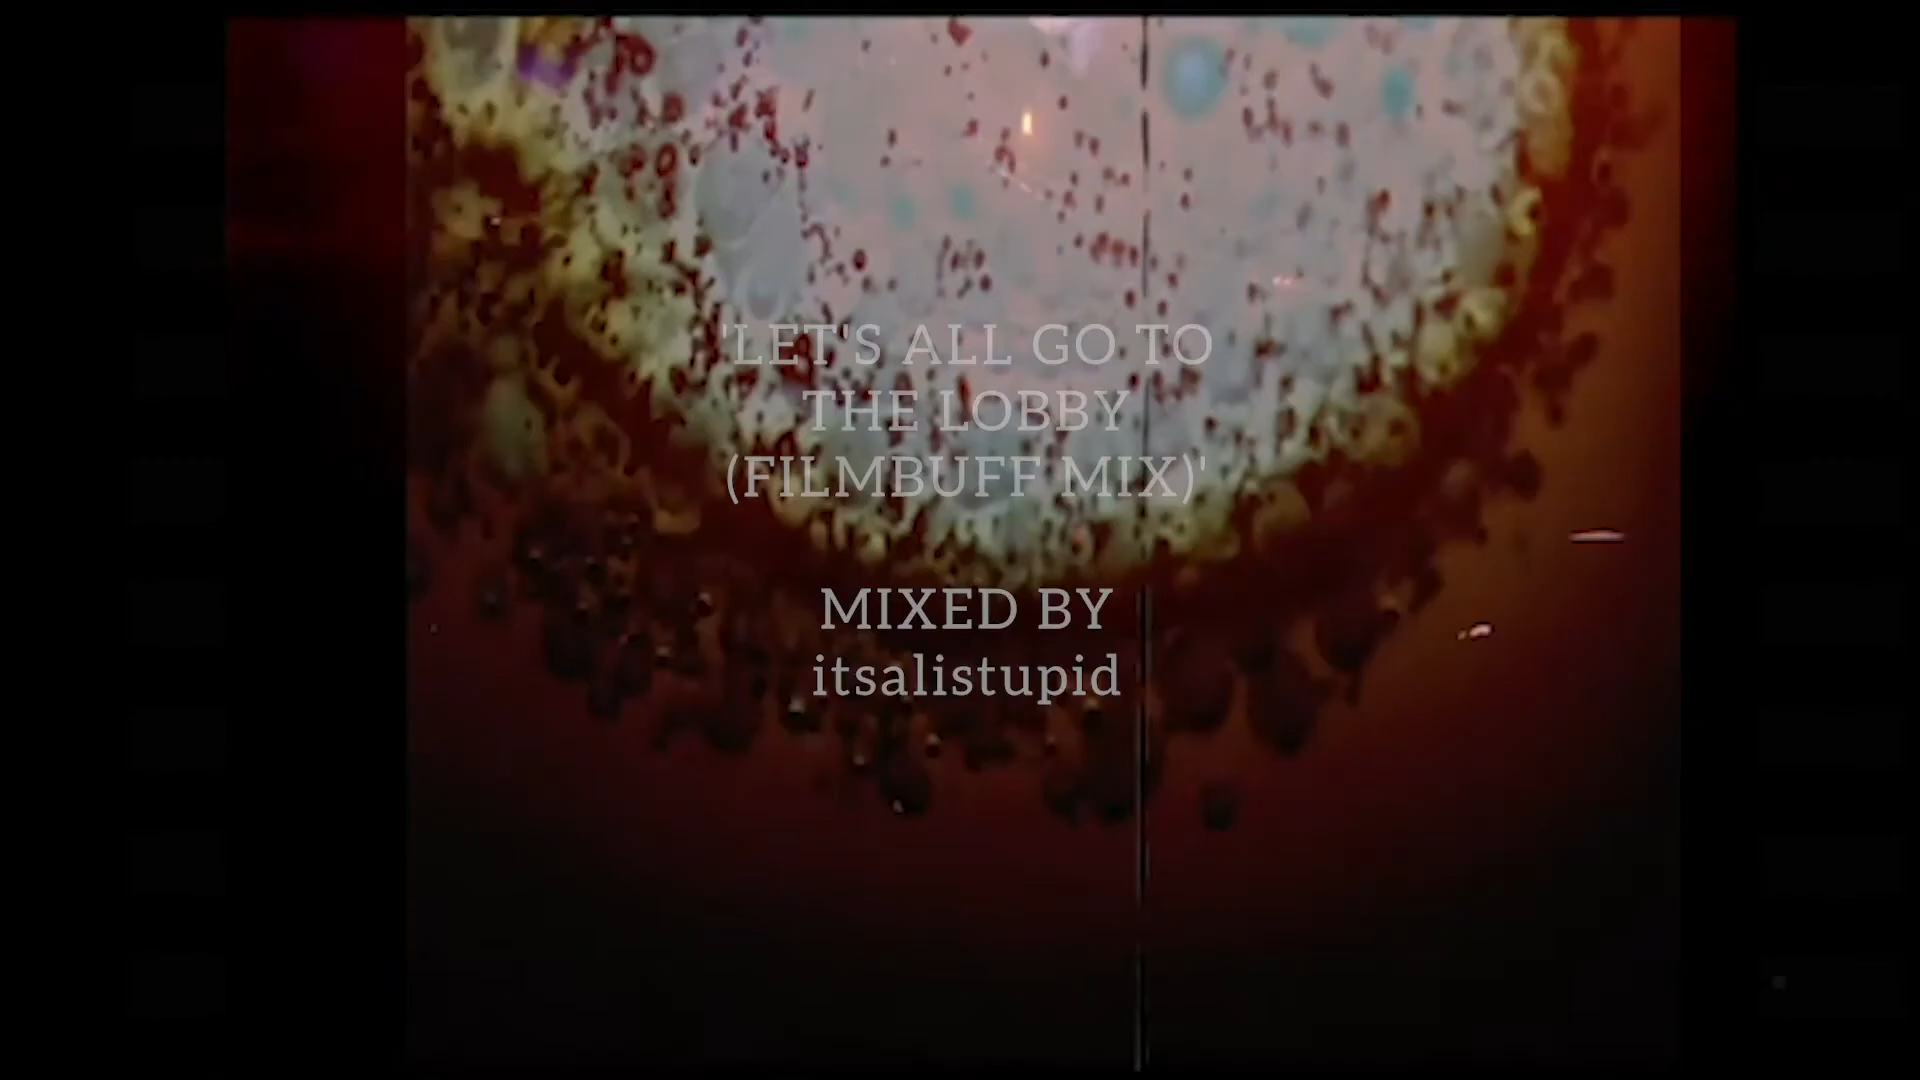 'LET'S ALL GO TO
THE LOBBY
(FILMBUFF MIX)'
MIXED BY
itsalistupid